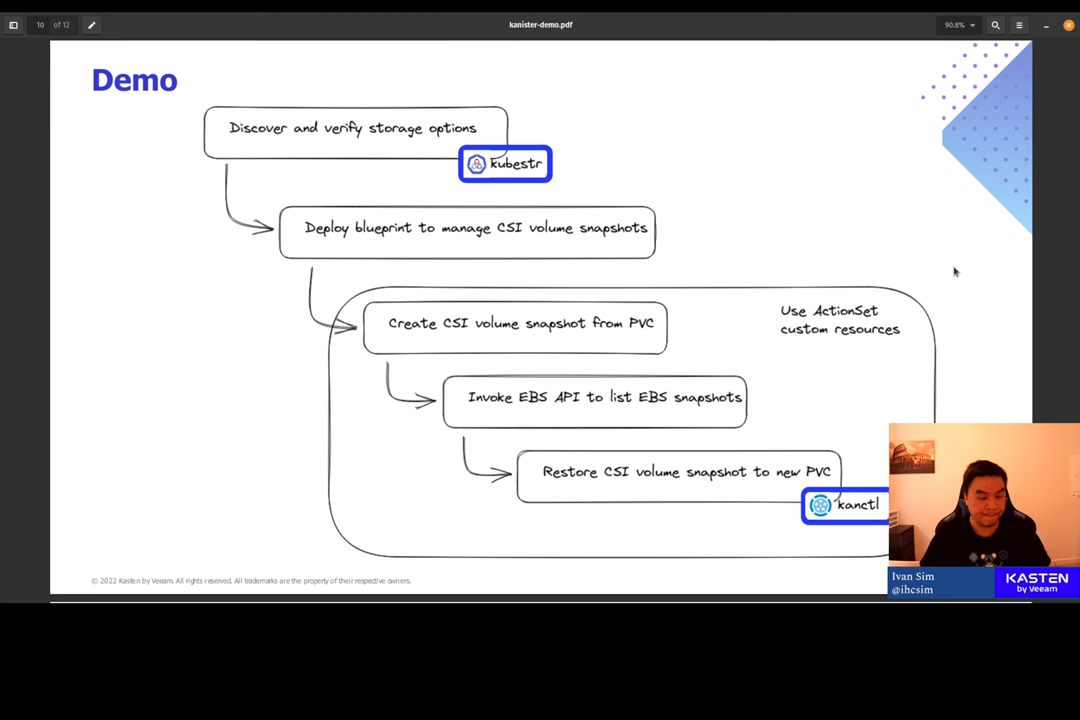 10 of 12
kanister-demo.pdf
90.8%
Demo
Discover and verify storage options
kubestr
Deploy blueprint to manage CSI volume snapshots
Use ActionSet
custom resources
Create CSI volume snapshot from PVC
Invoke EBS API to list EBS snapshots
Restore CSI volume snapshot to new PVC
kanctl
© 2022 Kasten by Veeam. All rights reserved. All trademarks are the property of their respective owners.
Ivan Sim
@ihcsim
KASTEN
by Veeam